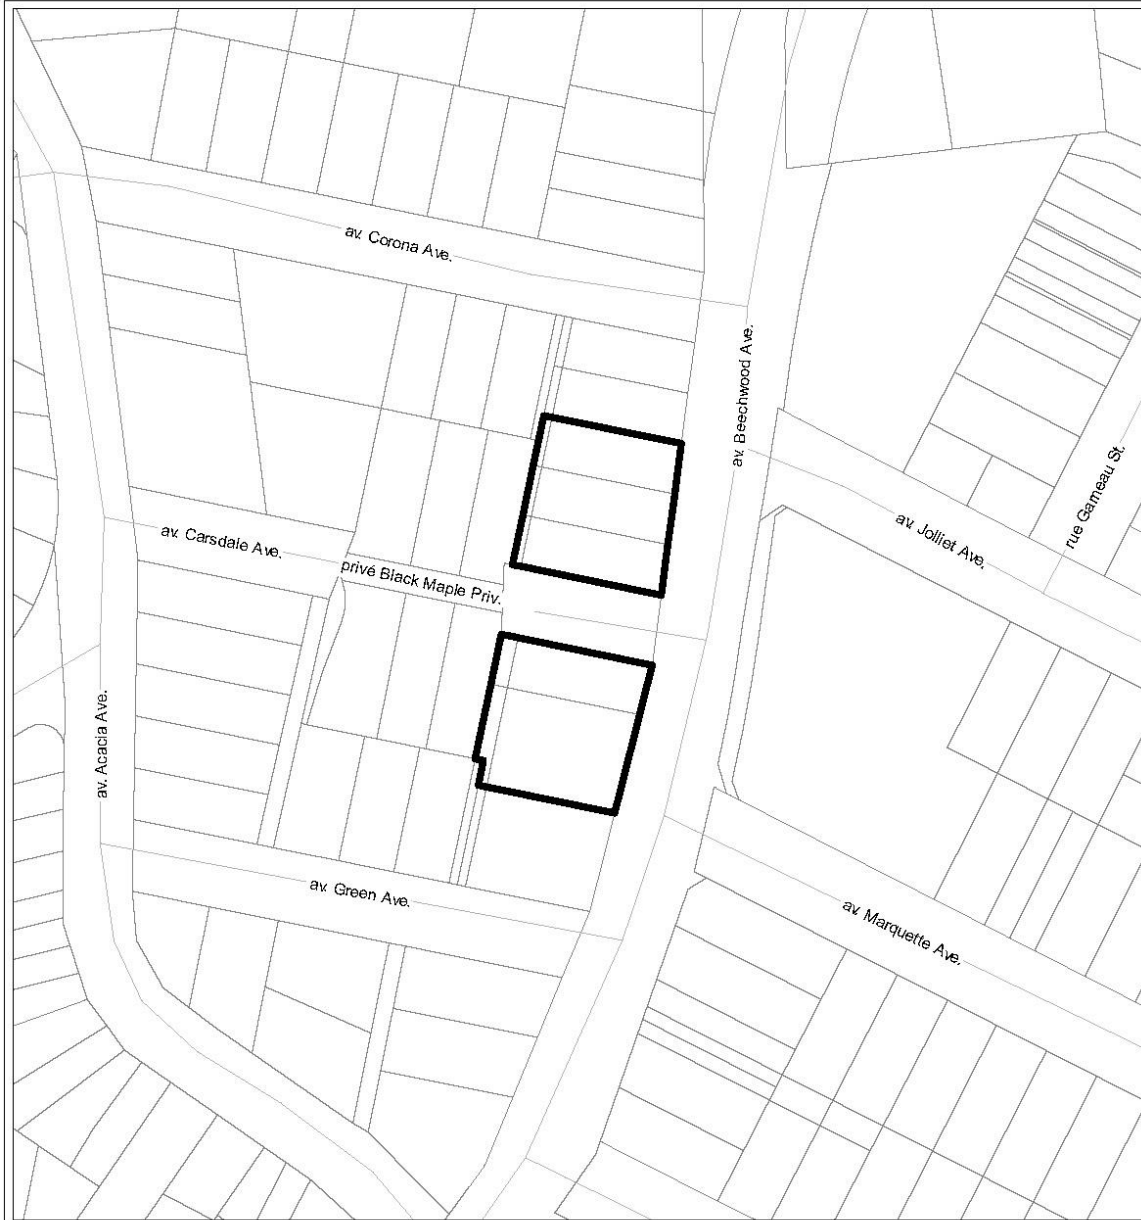 av. Corona Ave.
av. Beechwood Ave.
rue Garneau St.
av. Jolliet Ave.
av. Carsdale Ave.
privé Black Maple Priv.
av. Acacia Ave.
av. Green Ave.
av. Marquette Ave.